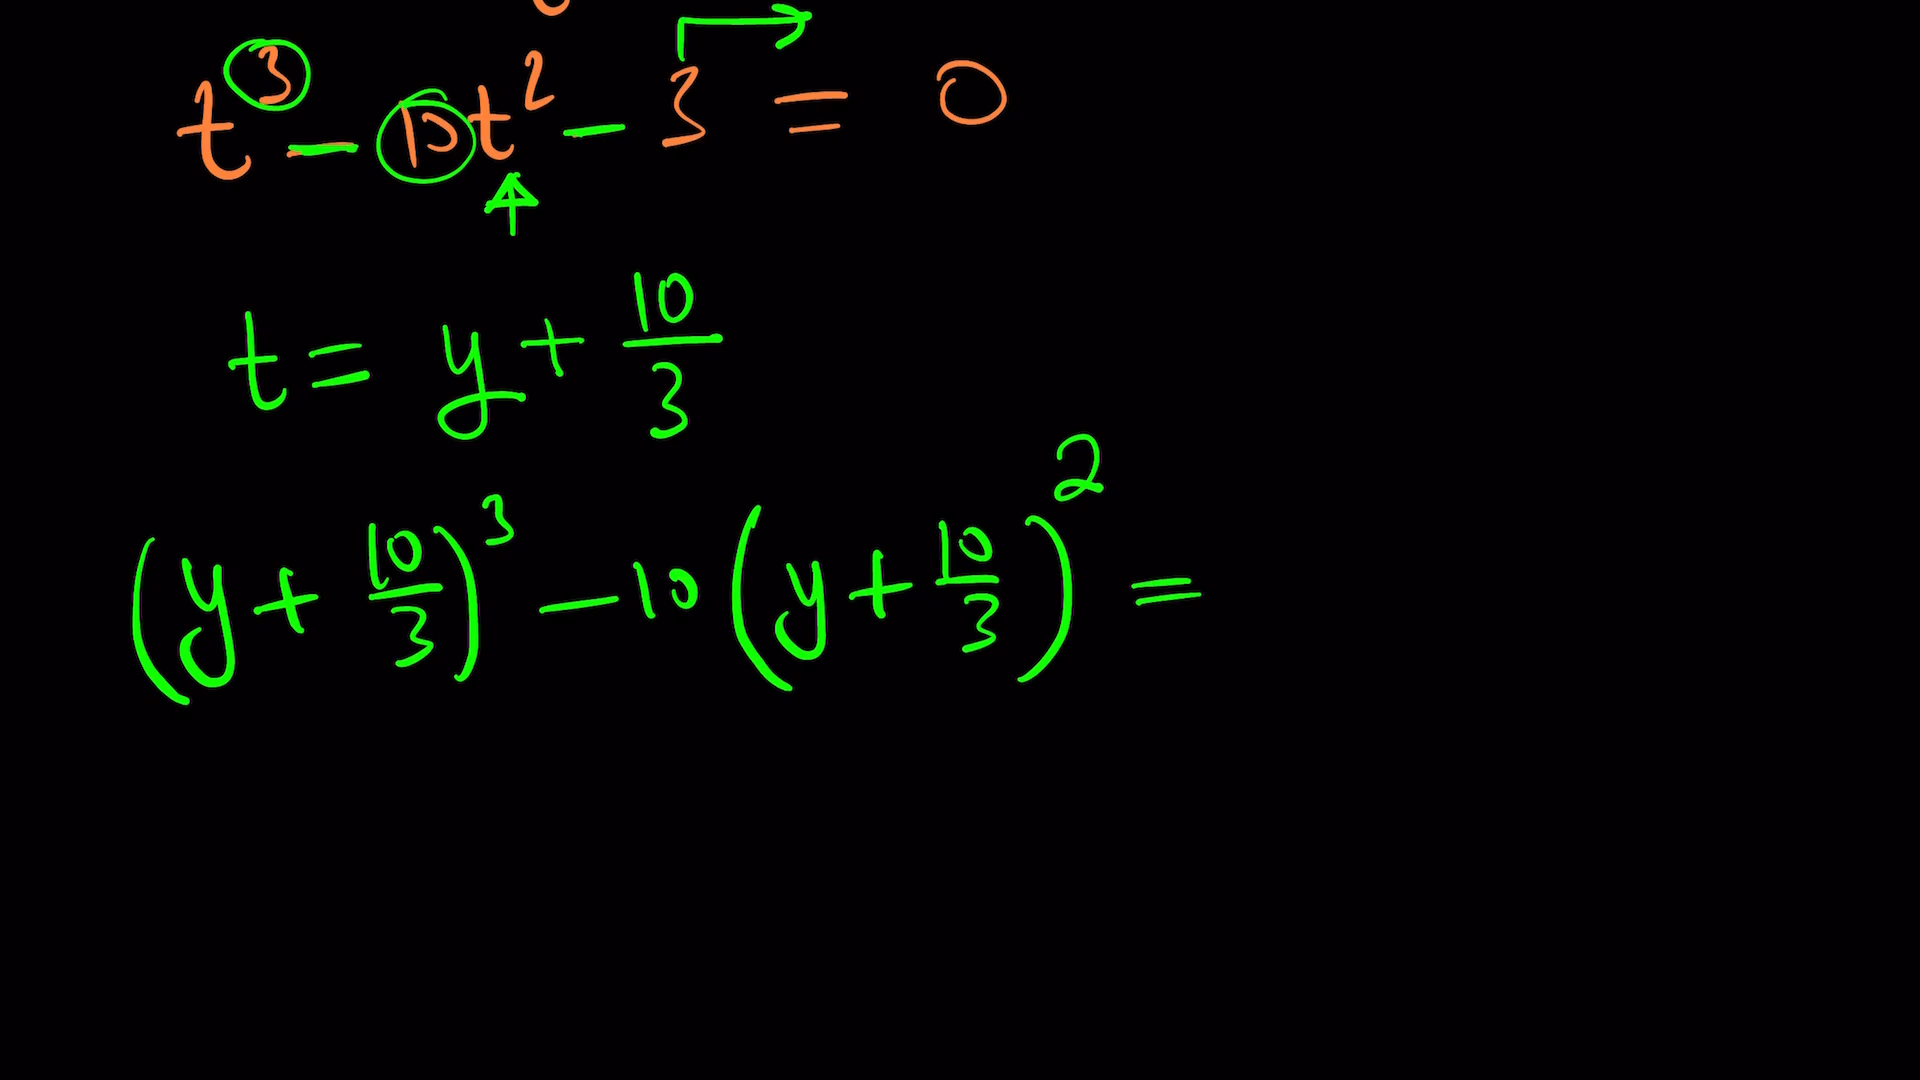 t³ - 10t² - 3 = 0
t = y + 10/3
(y + 10/3)³ - 10(y + 10/3)² =